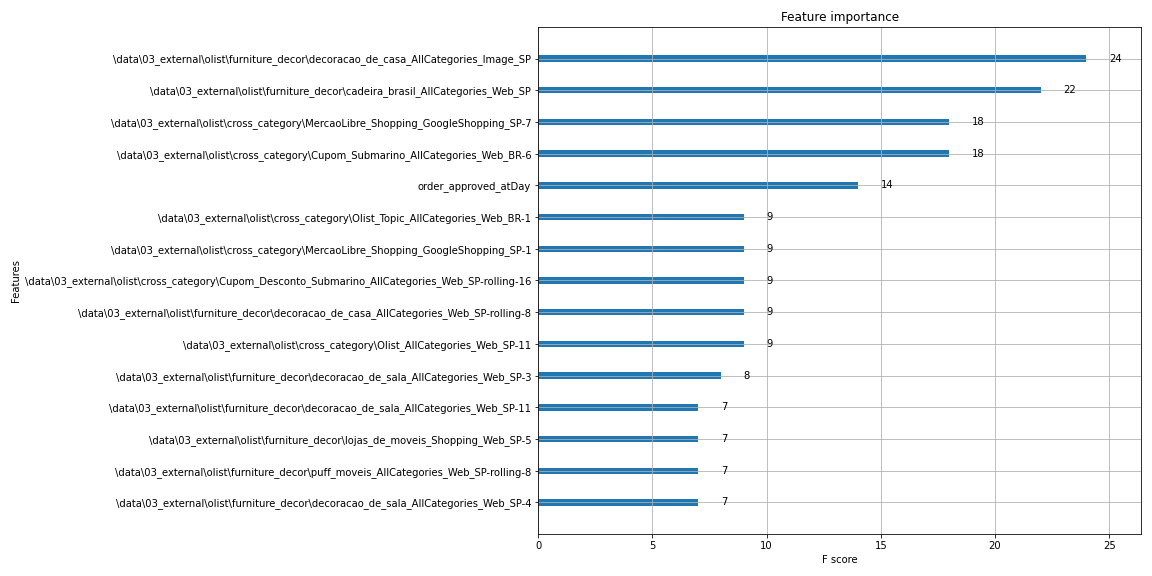 Feature importance
\data\03_external\olist\furniture_decor\decoracao_de_casa_AllCategories_Image_SP 24
\data\03_external\olist\furniture_decor\cadeira_brasil_AllCategories_Web_SP 22
\data\03_external\olist\cross_category\MercaoLibre_Shopping_GoogleShopping_SP-7 18
\data\03_external\olist\cross_category\Cupom_Submarino_AllCategories_Web_BR-6 18
order_approved_atDay 14
\data\03_external\olist\cross_category\Olist_Topic_AllCategories_Web_BR-1 9
\data\03_external\olist\cross_category\MercaoLibre_Shopping_GoogleShopping_SP-1 9
\data\03_external\olist\cross_category\Cupom_Desconto_Submarino_AllCategories_Web_SP-rolling-16 9
\data\03_external\olist\furniture_decor\decoracao_de_casa_AllCategories_Web_SP-rolling-8 9
\data\03_external\olist\cross_category\Olist_AllCategories_Web_SP-11 9
\data\03_external\olist\furniture_decor\decoracao_de_sala_AllCategories_Web_SP-3 8
\data\03_external\olist\furniture_decor\decoracao_de_sala_AllCategories_Web_SP-11 7
\data\03_external\olist\furniture_decor\lojas_de_moveis_Shopping_Web_SP-5 7
\data\03_external\olist\furniture_decor\puff_moveis_AllCategories_Web_SP-rolling-8 7
\data\03_external\olist\furniture_decor\decoracao_de_sala_AllCategories_Web_SP-4 7
Features
0 5 10 15 20 25
F score